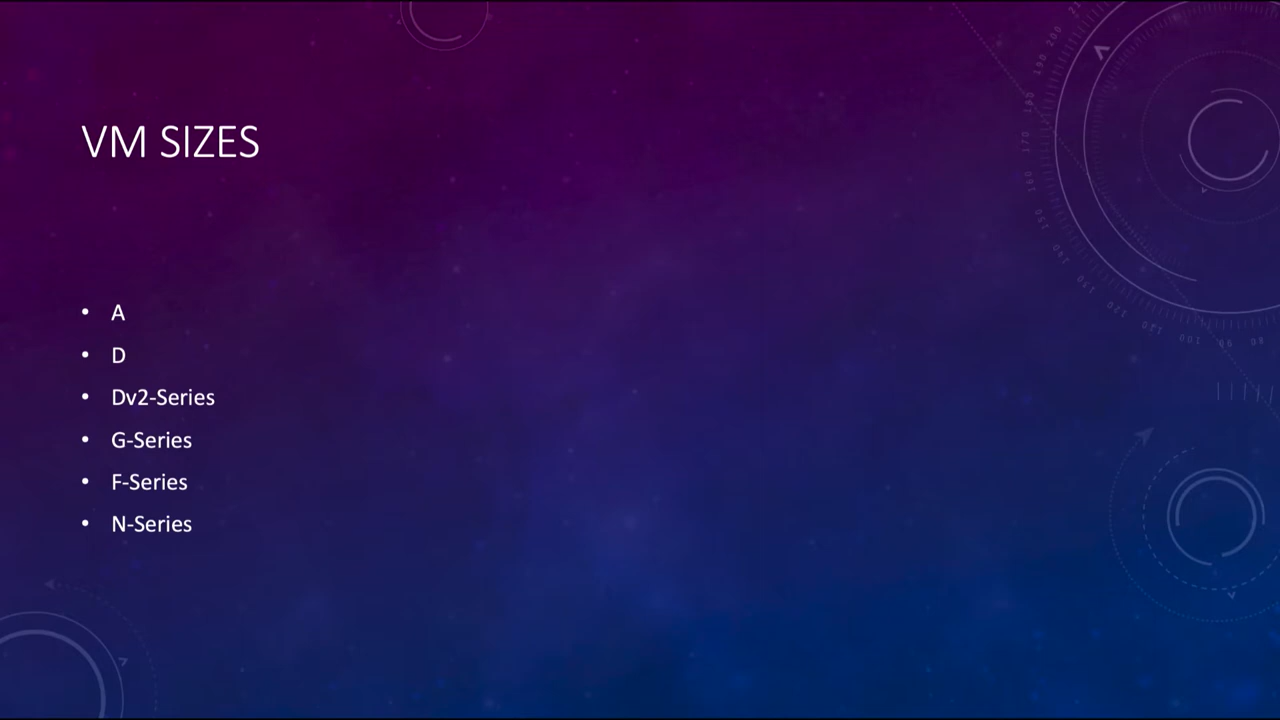 VM SIZES
• A
• D
• Dv2-Series
• G-Series
• F-Series
• N-Series